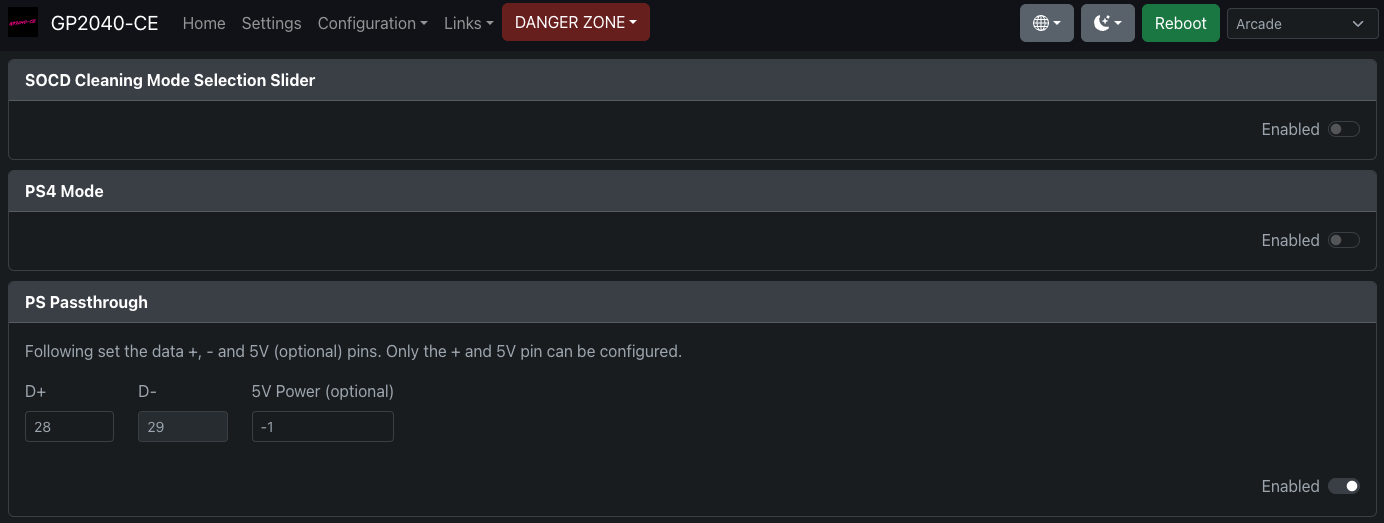 GP2040-CE Home Settings Configuration Links DANGER ZONE Reboot Arcade
SOCD Cleaning Mode Selection Slider
Enabled
PS4 Mode
Enabled
PS Passthrough
Following set the data +, - and 5V (optional) pins. Only the + and 5V pin can be configured.
D+ D- 5V Power (optional)
28 29 -1
Enabled